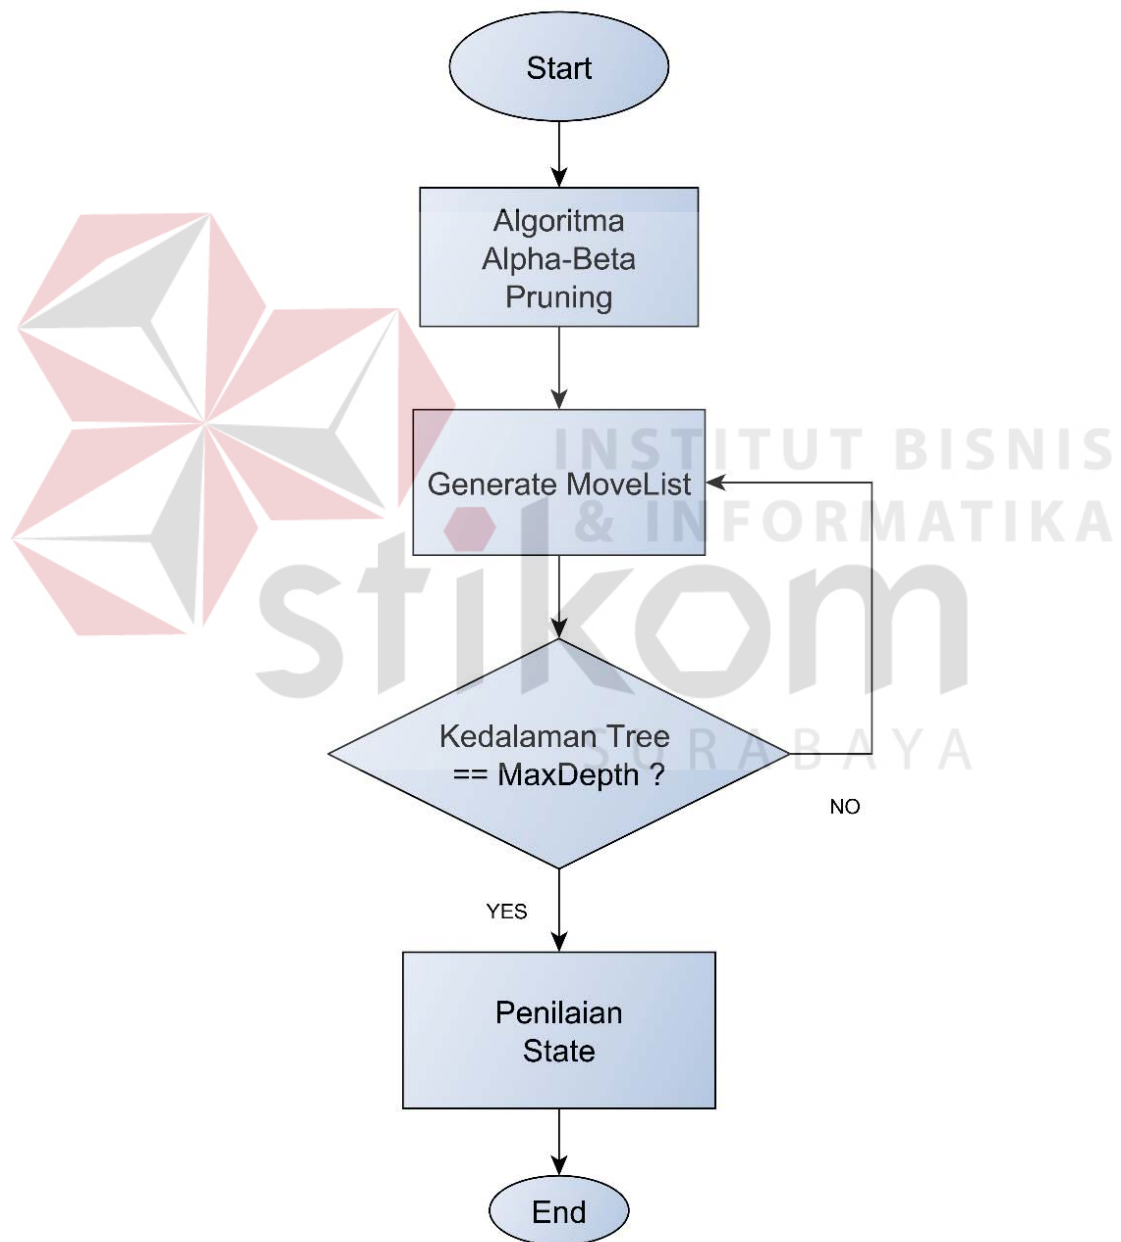 Start
Algoritma
Alpha-Beta
Pruning
INSTITUT BISNIS
Generate MoveList
& INFORMATIKA
stikom
Kedalaman Tree
== MaxDepth ?
SURABAYA
NO
YES
Penilaian
State
End